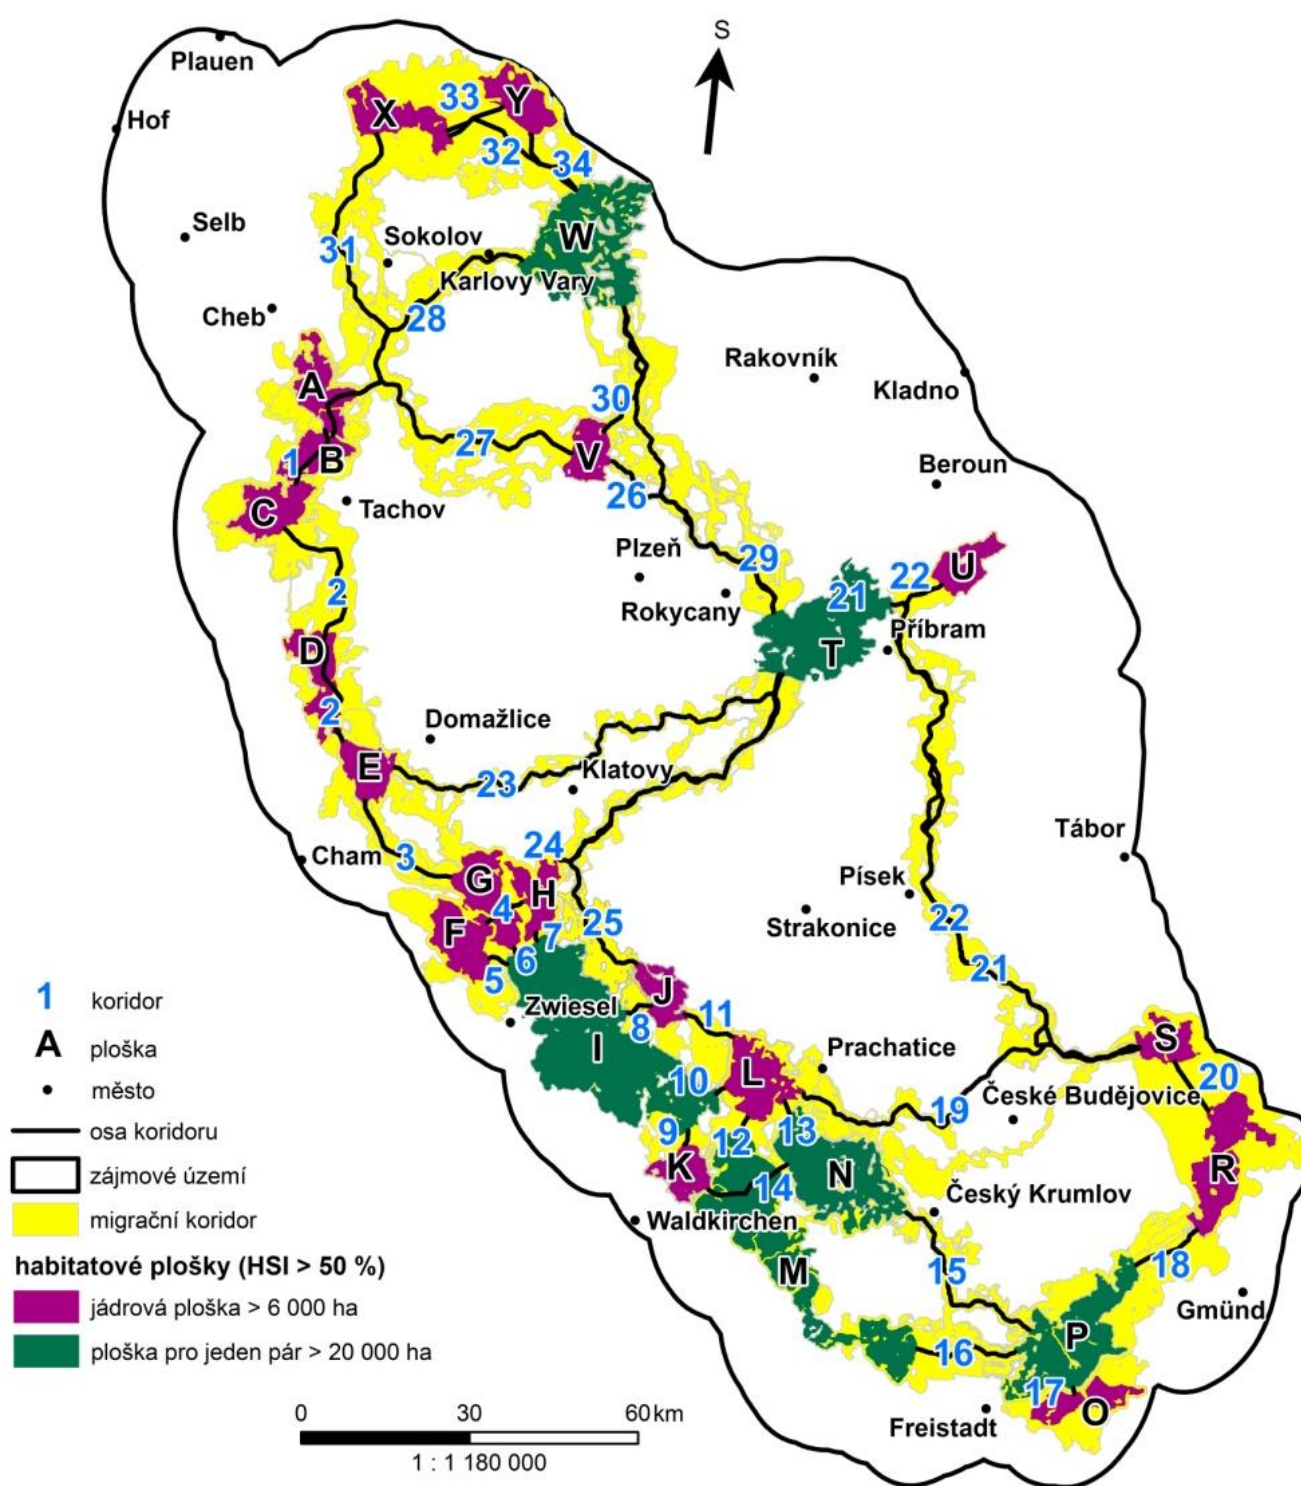 S
Plauen
Y
33
X
Hof
32
34
Selb
W
Sokolov
31
Karlovy Vary
Cheb
28
Rakovník
A
Kladno
30
27
V
B
1
Beroun
26
C
Tachov
Plzeň
29
U
22
2
21
Rokycany
Příbram
D
T
2
Domažlice
E
Klatovy
23
Tábor
24
Cham
3
G
Písek
H
4
25
Strakonice
22
F
7
6
5
21
1
koridor
J
Zwiesel
11
8
S
A
ploška
I
Prachatice
L
10
20
město
České Budějovice
19
osa koridoru
9
12
13
K
N
R
zájmové území
14
Český Krumlov
migrační koridor
Waldkirchen
habitatové plošky (HSI > 50 %)
M
15
18
jádrová ploška > 6 000 ha
Gmünd
P
ploška pro jeden pár > 20 000 ha
16
17
0
30
60 km
O
Freistadt
1 : 1 180 000